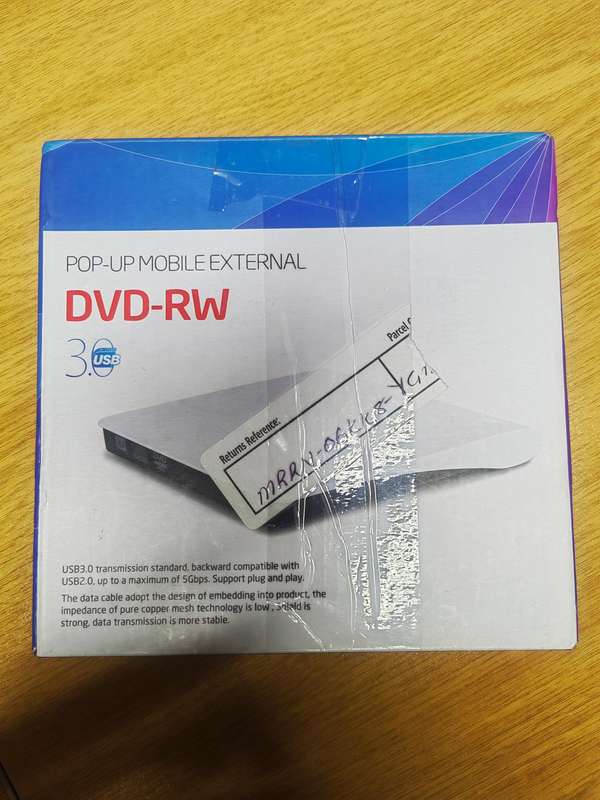 POP-UP MOBILE EXTERNAL
DVD-RW
3.0 USB
Parcel
Returns Reference:
USB3.0 transmission standard, backward compatible with
USB2.0, up to a maximum of 5Gbps. Support plug and play.
The data cable adopt the design of embedding into product, the
impedance of pure copper mesh technology is low , Shield is
strong, data transmission is more stable.